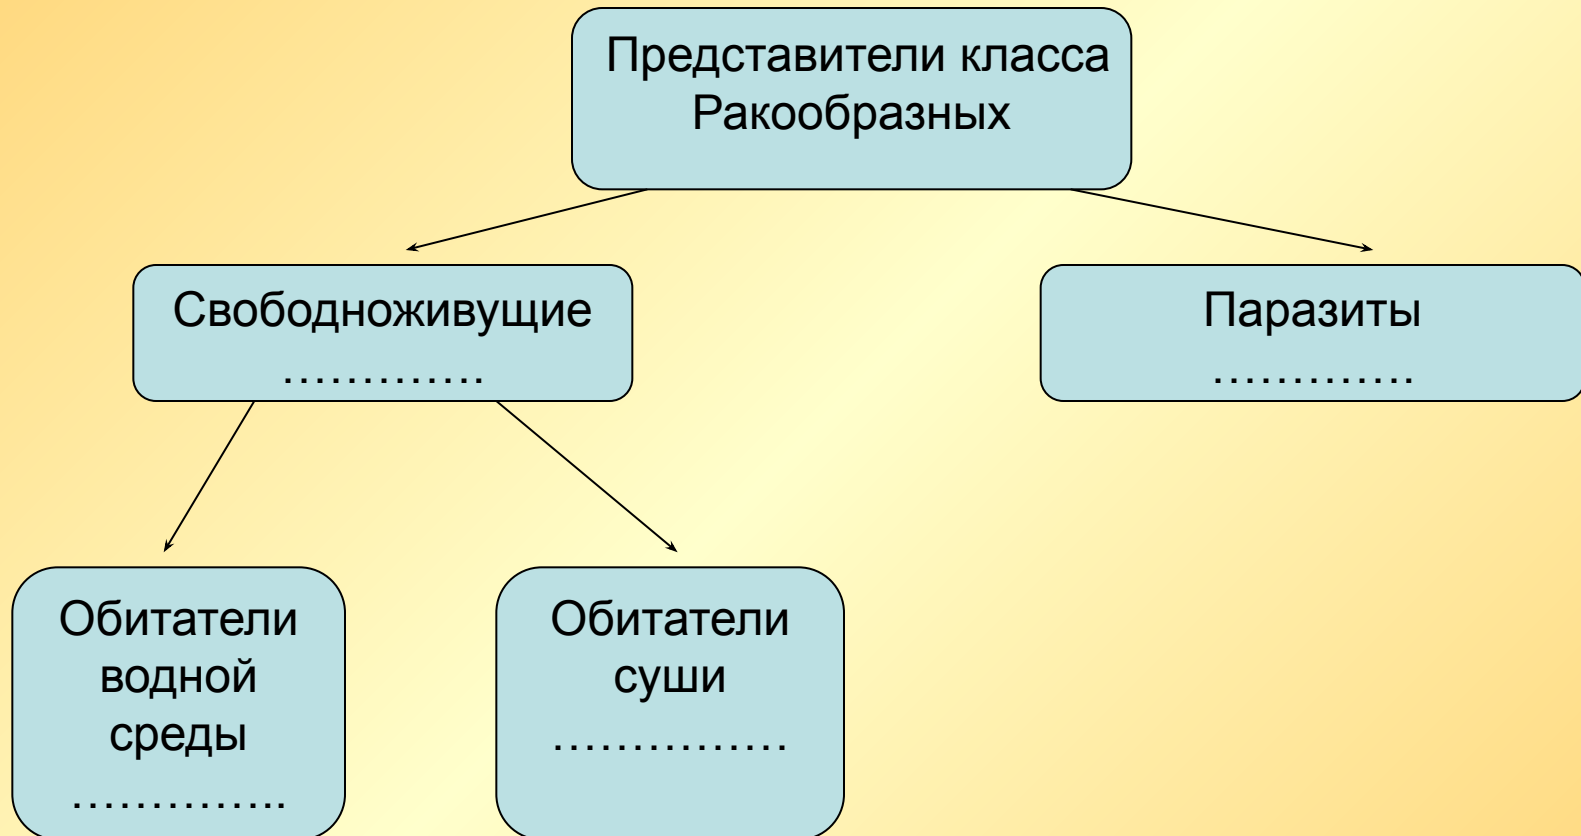 Представители класса
Ракообразных
Свободноживущие
………….
Паразиты
………….
Обитатели
водной
среды
…………..
Обитатели
суши
……………